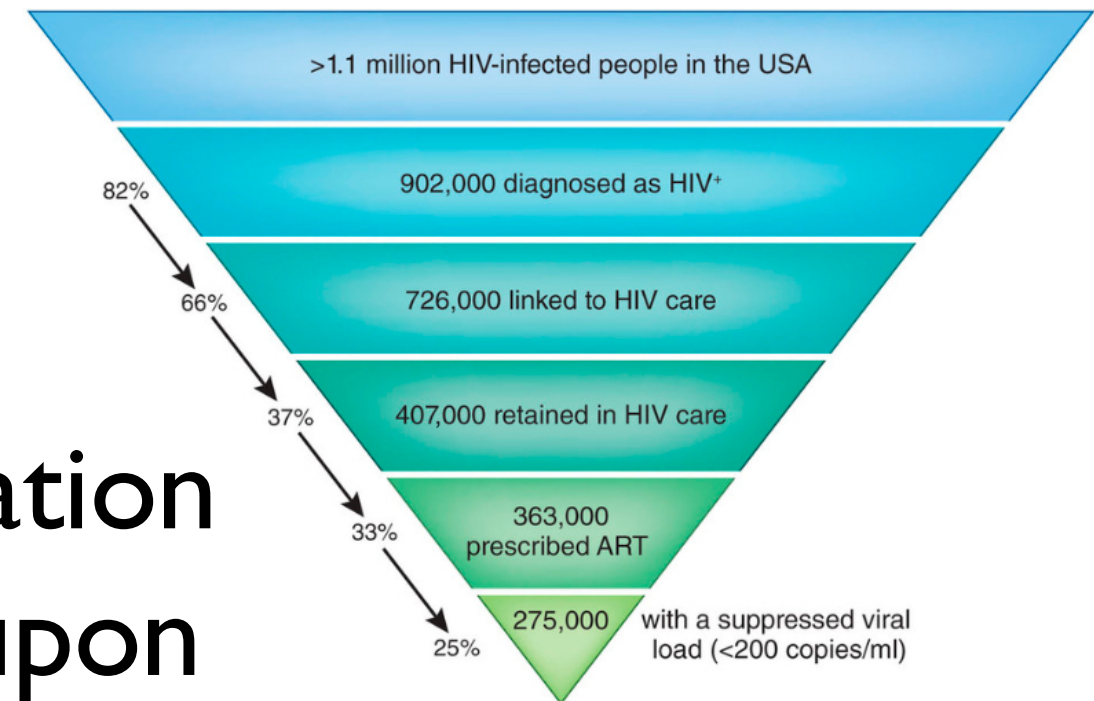 >1.1 million HIV-infected people in the USA
82%
902,000 diagnosed as HIV⁺
66%
726,000 linked to HIV care
37%
407,000 retained in HIV care
33%
363,000
prescribed ART
25%
275,000
with a suppressed viral
load (<200 copies/ml)
ation
upon